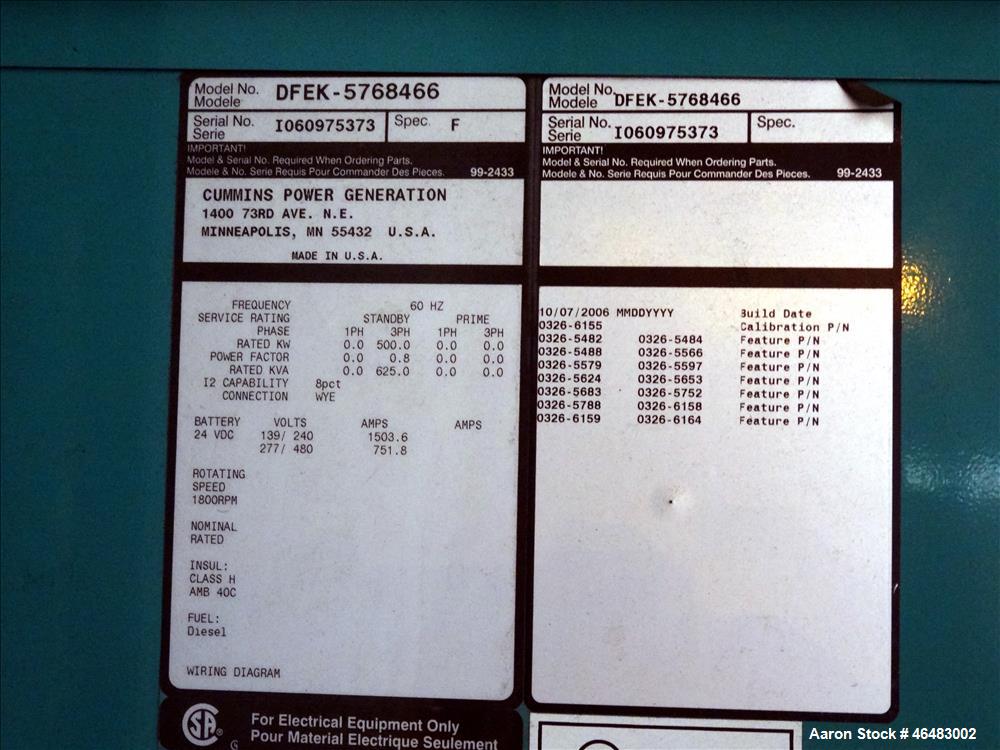 Model No. DFEK-5768466
Modele
Serial No. I060975373 Spec. F
Serie
IMPORTANT!
Model & Serial No. Required When Ordering Parts.
Modele & No. Serie Requis Pour Commander Des Pieces. 99-2433
CUMMINS POWER GENERATION
1400 73RD AVE. N.E.
MINNEAPOLIS, MN 55432 U.S.A.
MADE IN U.S.A.
FREQUENCY 60 HZ
SERVICE RATING STANDBY PRIME
PHASE 1PH 3PH 1PH 3PH
RATED KW 0.0 500.0 0.0 0.0
POWER FACTOR 0.0 0.8 0.0 0.0
RATED KVA 0.0 625.0 0.0 0.0
I2 CAPABILITY 8pct
CONNECTION WYE
BATTERY VOLTS AMPS AMPS
24 VDC 139/ 240 1503.6
277/ 480 751.8
ROTATING
SPEED
1800RPM
NOMINAL
RATED
INSUL:
CLASS H
AMB 40C
FUEL:
Diesel
WIRING DIAGRAM
SA
For Electrical Equipment Only
Pour Material Electrique Seulement
Model No. DFEK-5768466
Modele
Serial No. I060975373 Spec.
Serie
IMPORTANT!
Model & Serial No. Required When Ordering Parts.
Modele & No. Serie Requis Pour Commander Des Pieces. 99-2433
10/07/2006 MMDDYYYY Build Date
0326-6155 Calibration P/N
0326-5482 0326-5484 Feature P/N
0326-5488 0326-5566 Feature P/N
0326-5579 0326-5597 Feature P/N
0326-5624 0326-5653 Feature P/N
0326-5683 0326-5752 Feature P/N
0326-5788 0326-6158 Feature P/N
0326-6159 0326-6164 Feature P/N
Aaron Stock # 46483002